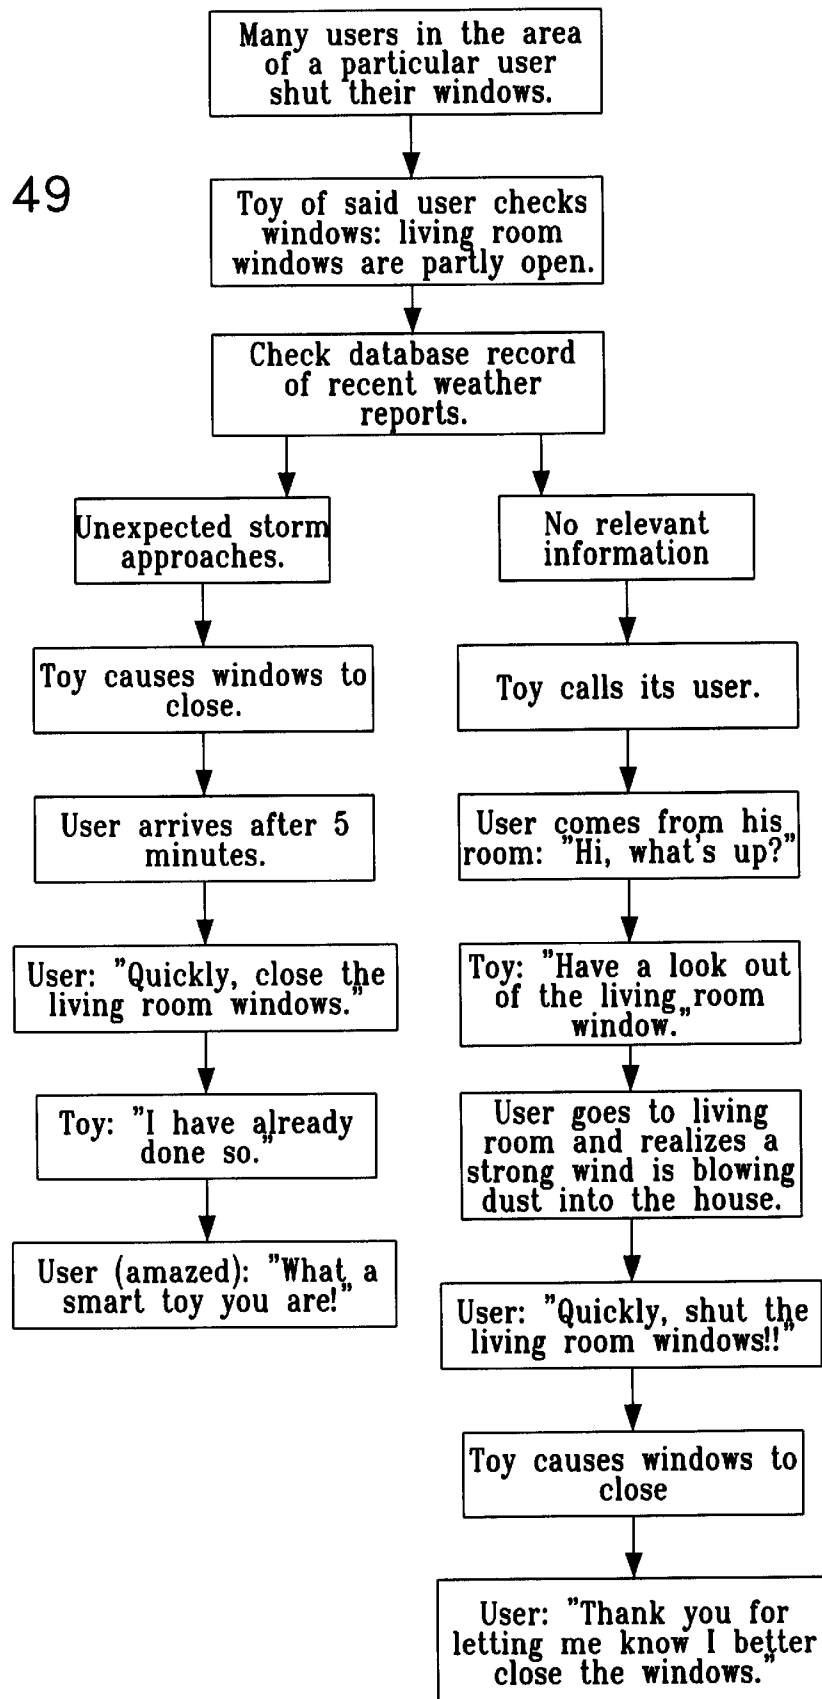 Many users in the area
of a particular user
shut their windows.
49
Toy of said user checks
windows: living room
windows are partly open.
Check database record
of recent weather
reports.
Unexpected storm
approaches.
Toy causes windows to
close.
User arrives after 5
minutes.
User: "Quickly, close the
living room windows."
Toy: "I have already
done so."
User (amazed): "What a
smart toy you are!"
No relevant
information
Toy calls its user.
User comes from his
room: "Hi, what's up?"
Toy: "Have a look out
of the living room
window."
User goes to living
room and realizes a
strong wind is blowing
dust into the house.
User: "Quickly, shut the
living room windows!!"
Toy causes windows to
close
User: "Thank you for
letting me know I better
close the windows."